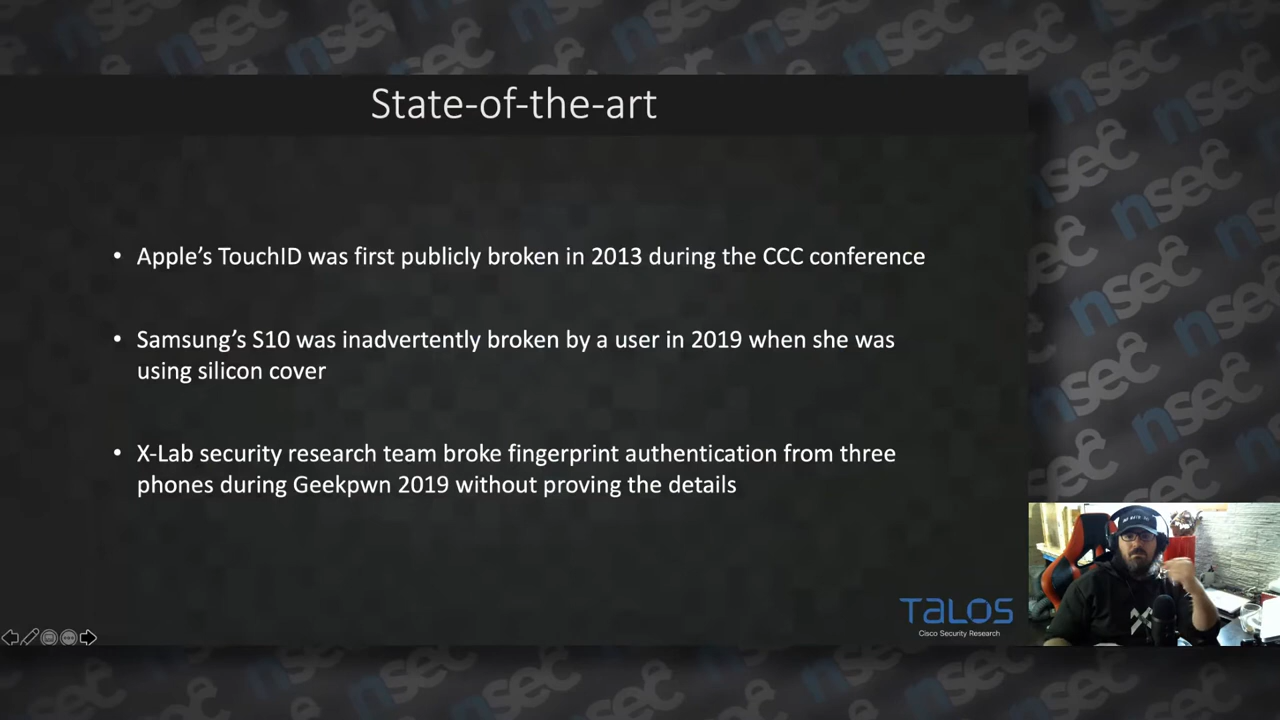 State-of-the-art
• Apple's TouchID was first publicly broken in 2013 during the CCC conference
• Samsung's S10 was inadvertently broken by a user in 2019 when she was
using silicon cover
• X-Lab security research team broke fingerprint authentication from three
phones during Geekpwn 2019 without proving the details
TALOS
Cisco Security Research
nsec